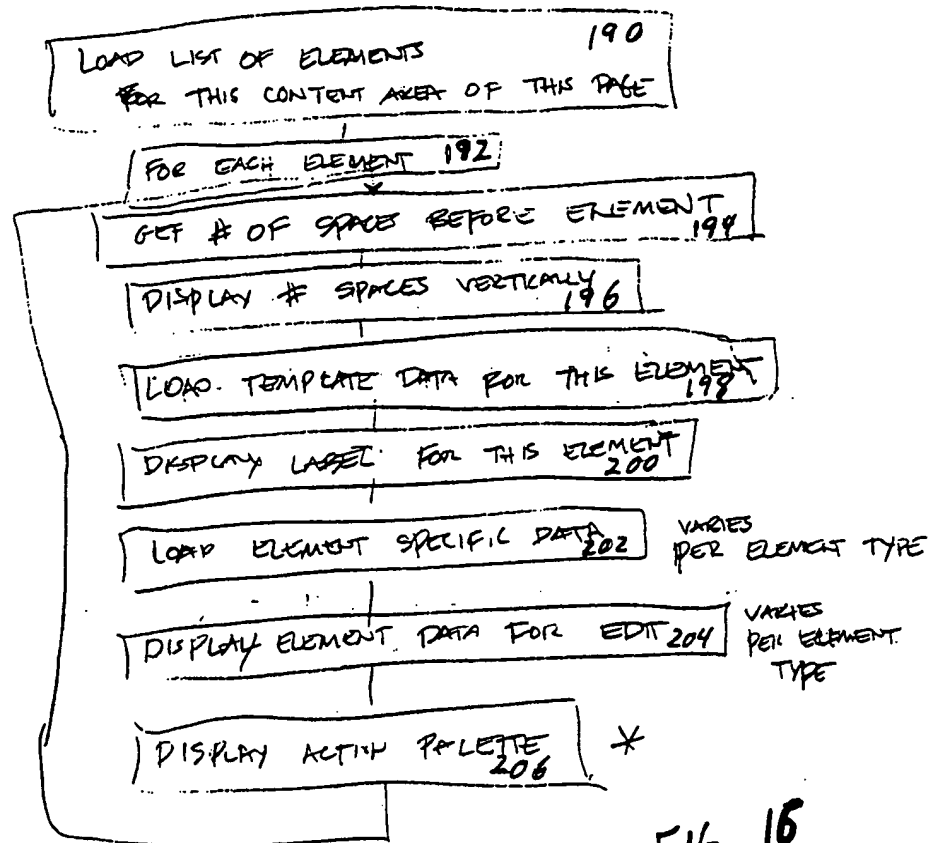 190
LOAD LIST OF ELEMENTS
FOR THIS CONTENT AREA OF THIS PAGE
FOR EACH ELEMENT 192
GET # OF SPACES BEFORE ELEMENT
194
DISPLAY # SPACES VERTICALLY
196
LOAD TEMPLATE DATA FOR THIS ELEMENT
198
DISPLAY LABEL FOR THIS ELEMENT
200
LOAD ELEMENT SPECIFIC DATA 202
VARIES
PER ELEMENT TYPE
DISPLAY ELEMENT DATA FOR EDIT 204
VARIES
PER ELEMENT
TYPE
DISPLAY ACTION PALETTE *
206
16